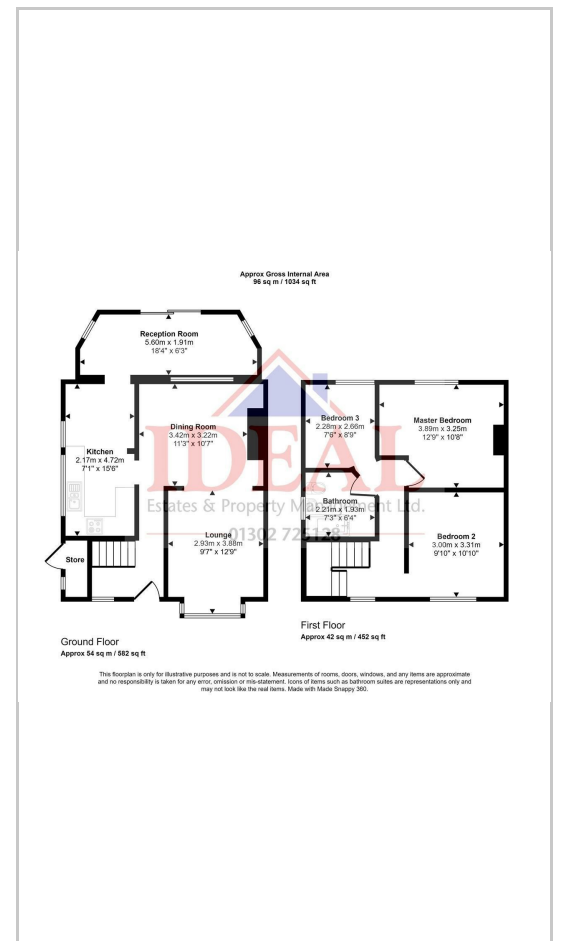 Approx Gross Internal Area
96 sq m / 1034 sq ft
Reception Room
5.60m x 1.91m
18'4" x 6'3"
Dining Room
3.42m x 3.22m
11'3" x 10'7"
Kitchen
2.17m x 4.72m
7'1" x 15'6"
Lounge
2.93m x 3.88m
9'7" x 12'9"
Store
Bedroom 3
2.28m x 2.66m
7'6" x 8'9"
Master Bedroom
3.89m x 3.25m
12'9" x 10'8"
Bathroom
2.21m x 1.93m
7'3" x 6'4"
Bedroom 2
3.00m x 3.31m
9'10" x 10'10"
IDEAL
Estates & Property Management Ltd.
01302 725128
Ground Floor
Approx 54 sq m / 582 sq ft
First Floor
Approx 42 sq m / 452 sq ft
This floorplan is only for illustrative purposes and is not to scale. Measurements of rooms, doors, windows, and any items are approximate
and no responsibility is taken for any error, omission or mis-statement. Icons of items such as bathroom suites are representations only and
may not look like the real items. Made with Made Snappy 360.